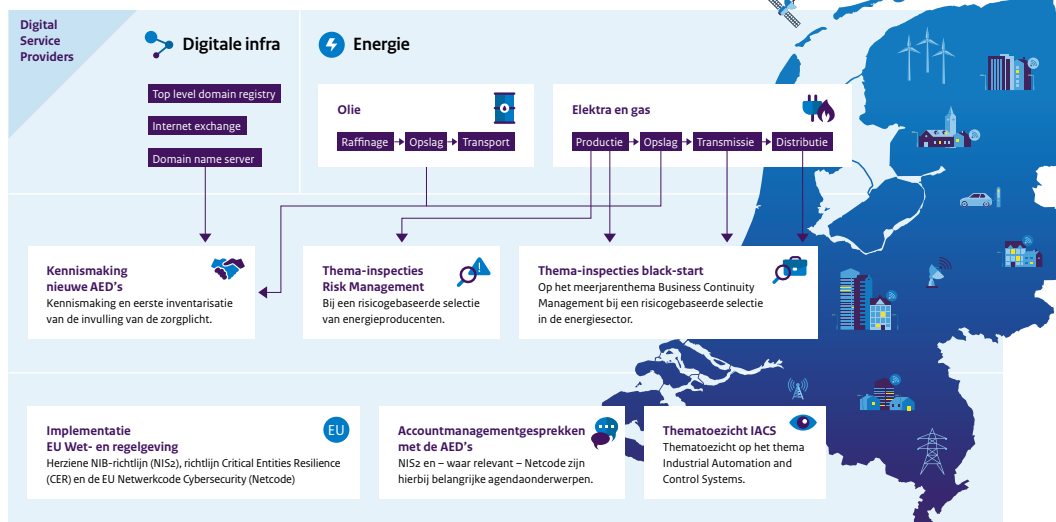 Digital
Service
Providers
Digitale infra
Top level domain registry
Internet exchange
Domain name server
Energie
Olie
Raffinage
Opslag
Transport
Elektra en gas
Productie
Opslag
Transmissie
Distributie
Kennismaking
nieuwe AED’s
Kennismaking en eerste inventarisatie
van de invulling van de zorgplicht.
Thema-inspecties
Risk Management
Bij een risicogebaseerde selectie
van energieproducenten.
Thema-inspecties black-start
Op het meerjarenthema Business Continuity
Management bij een risicogebaseerde selectie
in de energiesector.
Implementatie
EU Wet- en regelgeving
Herziene NIB-richtlijn (NIS2), richtlijn Critical Entities Resilience
(CER) en de EU Netwerkcode Cybersecurity (Netcode)
EU
Accountmanagementgesprekken
met de AED’s
NIS2 en – waar relevant – Netcode zijn
hierbij belangrijke agendaonderwerpen.
Thematoezicht IACS
Thematoezicht op het thema
Industrial Automation and
Control Systems.